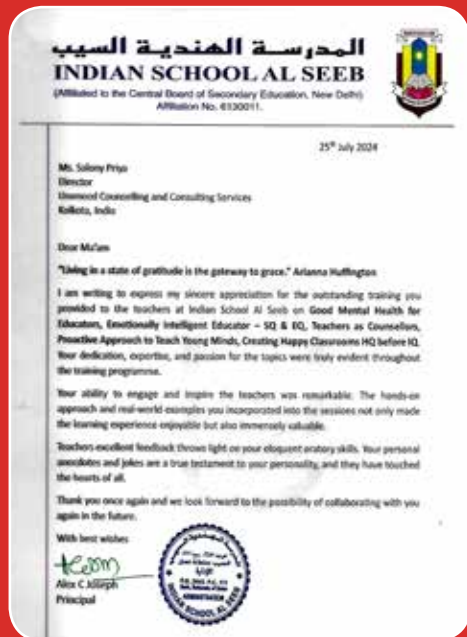 المدرسة الهندية السيب
INDIAN SCHOOL AL SEEB
(Affiliated to the Central Board of Secondary Education, New Delhi)
Affiliation No. 6130011.
25th July 2024
Ms. Salony Priya
Director
Ummeed Counselling and Consulting Services
Kolkata, India
Dear Ma'am
"Living in a state of gratitude is the gateway to grace." Arianna Huffington
I am writing to express my sincere appreciation for the outstanding training you
provided to the teachers at Indian School Al Seeb on Good Mental Health for
Educators, Emotionally Intelligent Educator – SQ & EQ, Teachers as Counsellors,
Proactive Approach to Teach Young Minds, Creating Happy Classrooms HQ before IQ.
Your dedication, expertise, and passion for the topics were truly evident throughout
the training programme.
Your ability to engage and inspire the teachers was remarkable. The hands-on
approach and real-world examples you incorporated into the sessions not only made
the learning experience enjoyable but also immensely valuable.
Teachers excellent feedback throws light on your eloquent oratory skills. Your personal
anecdotes and jokes are a true testament to your personality, and they have touched
the hearts of all.
Thank you once again and we look forward to the possibility of collaborating with you
again in the future.
With best wishes
Alex C Joseph
Principal
INDIAN SCHOOL, AL SEEB